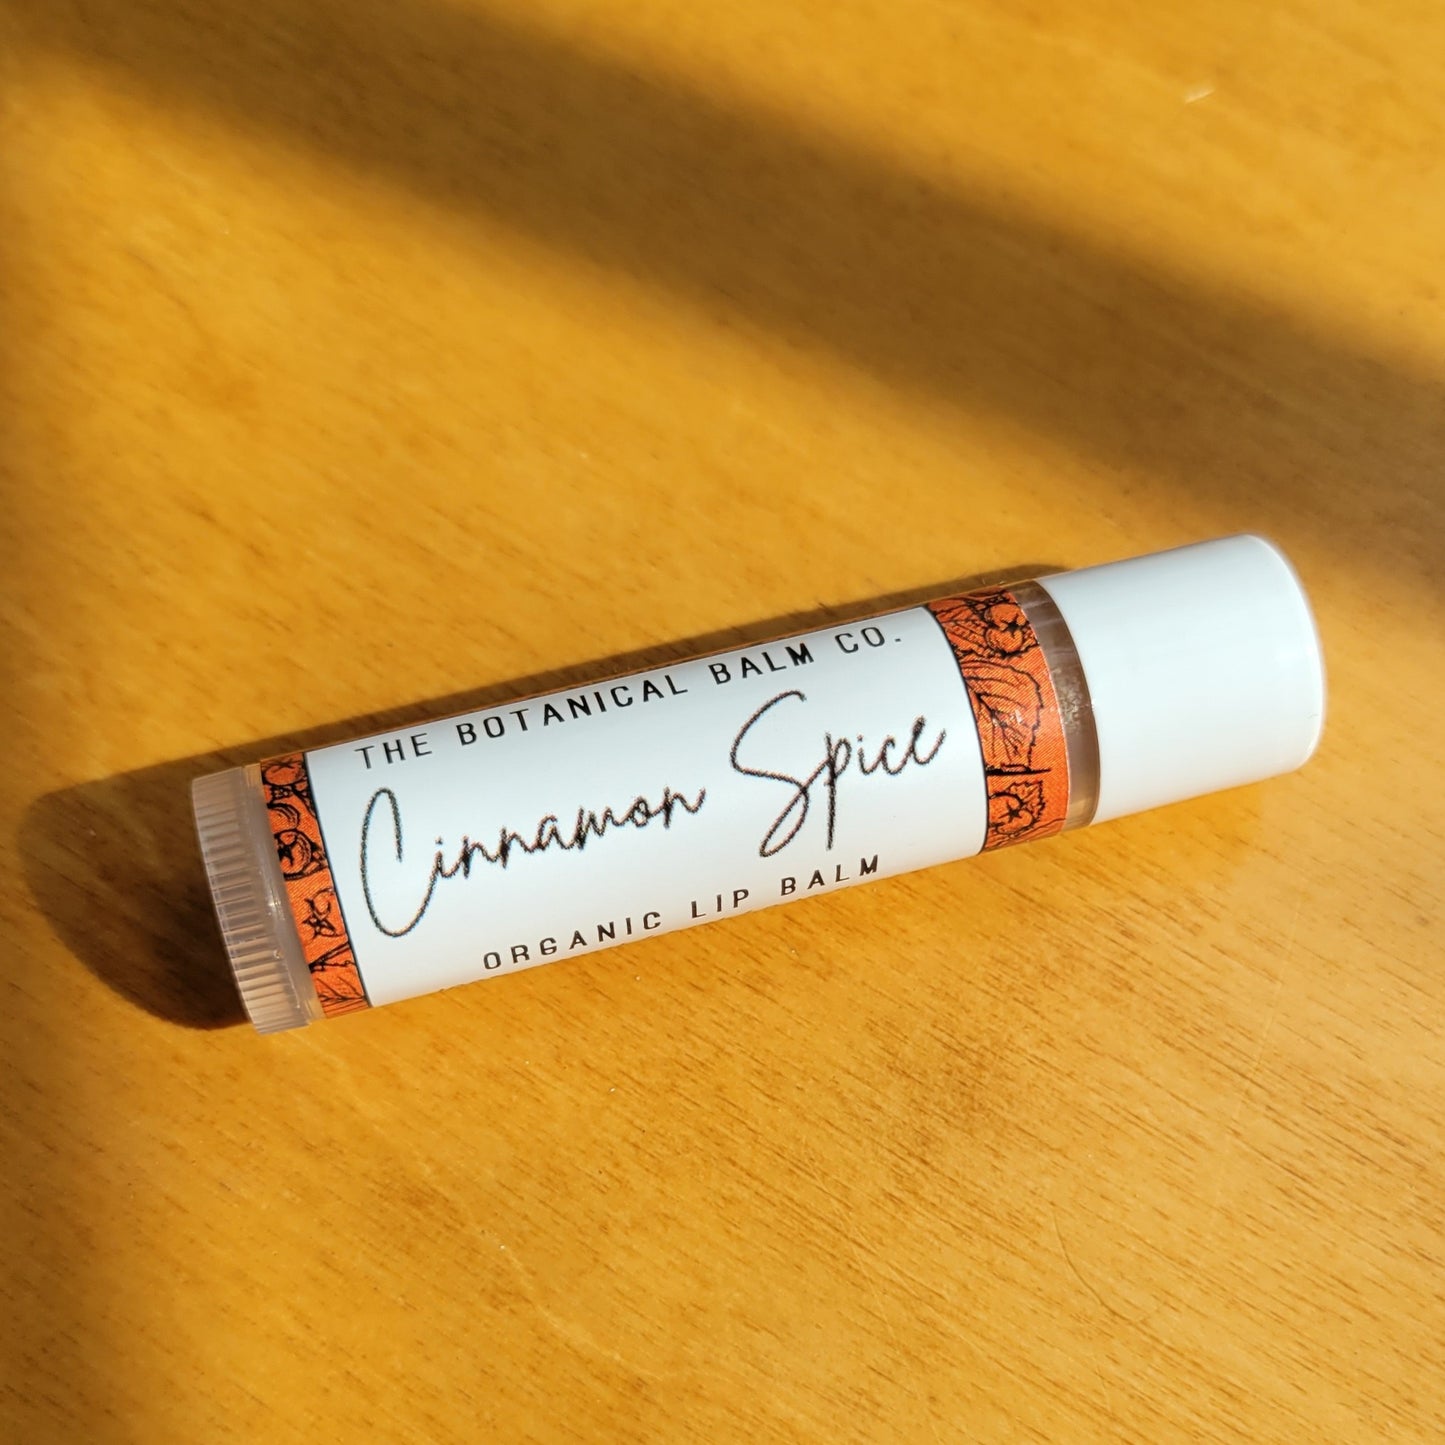 THE BOTANICAL BALM CO.
Cinnamon Spice
ORGANIC LIP BALM